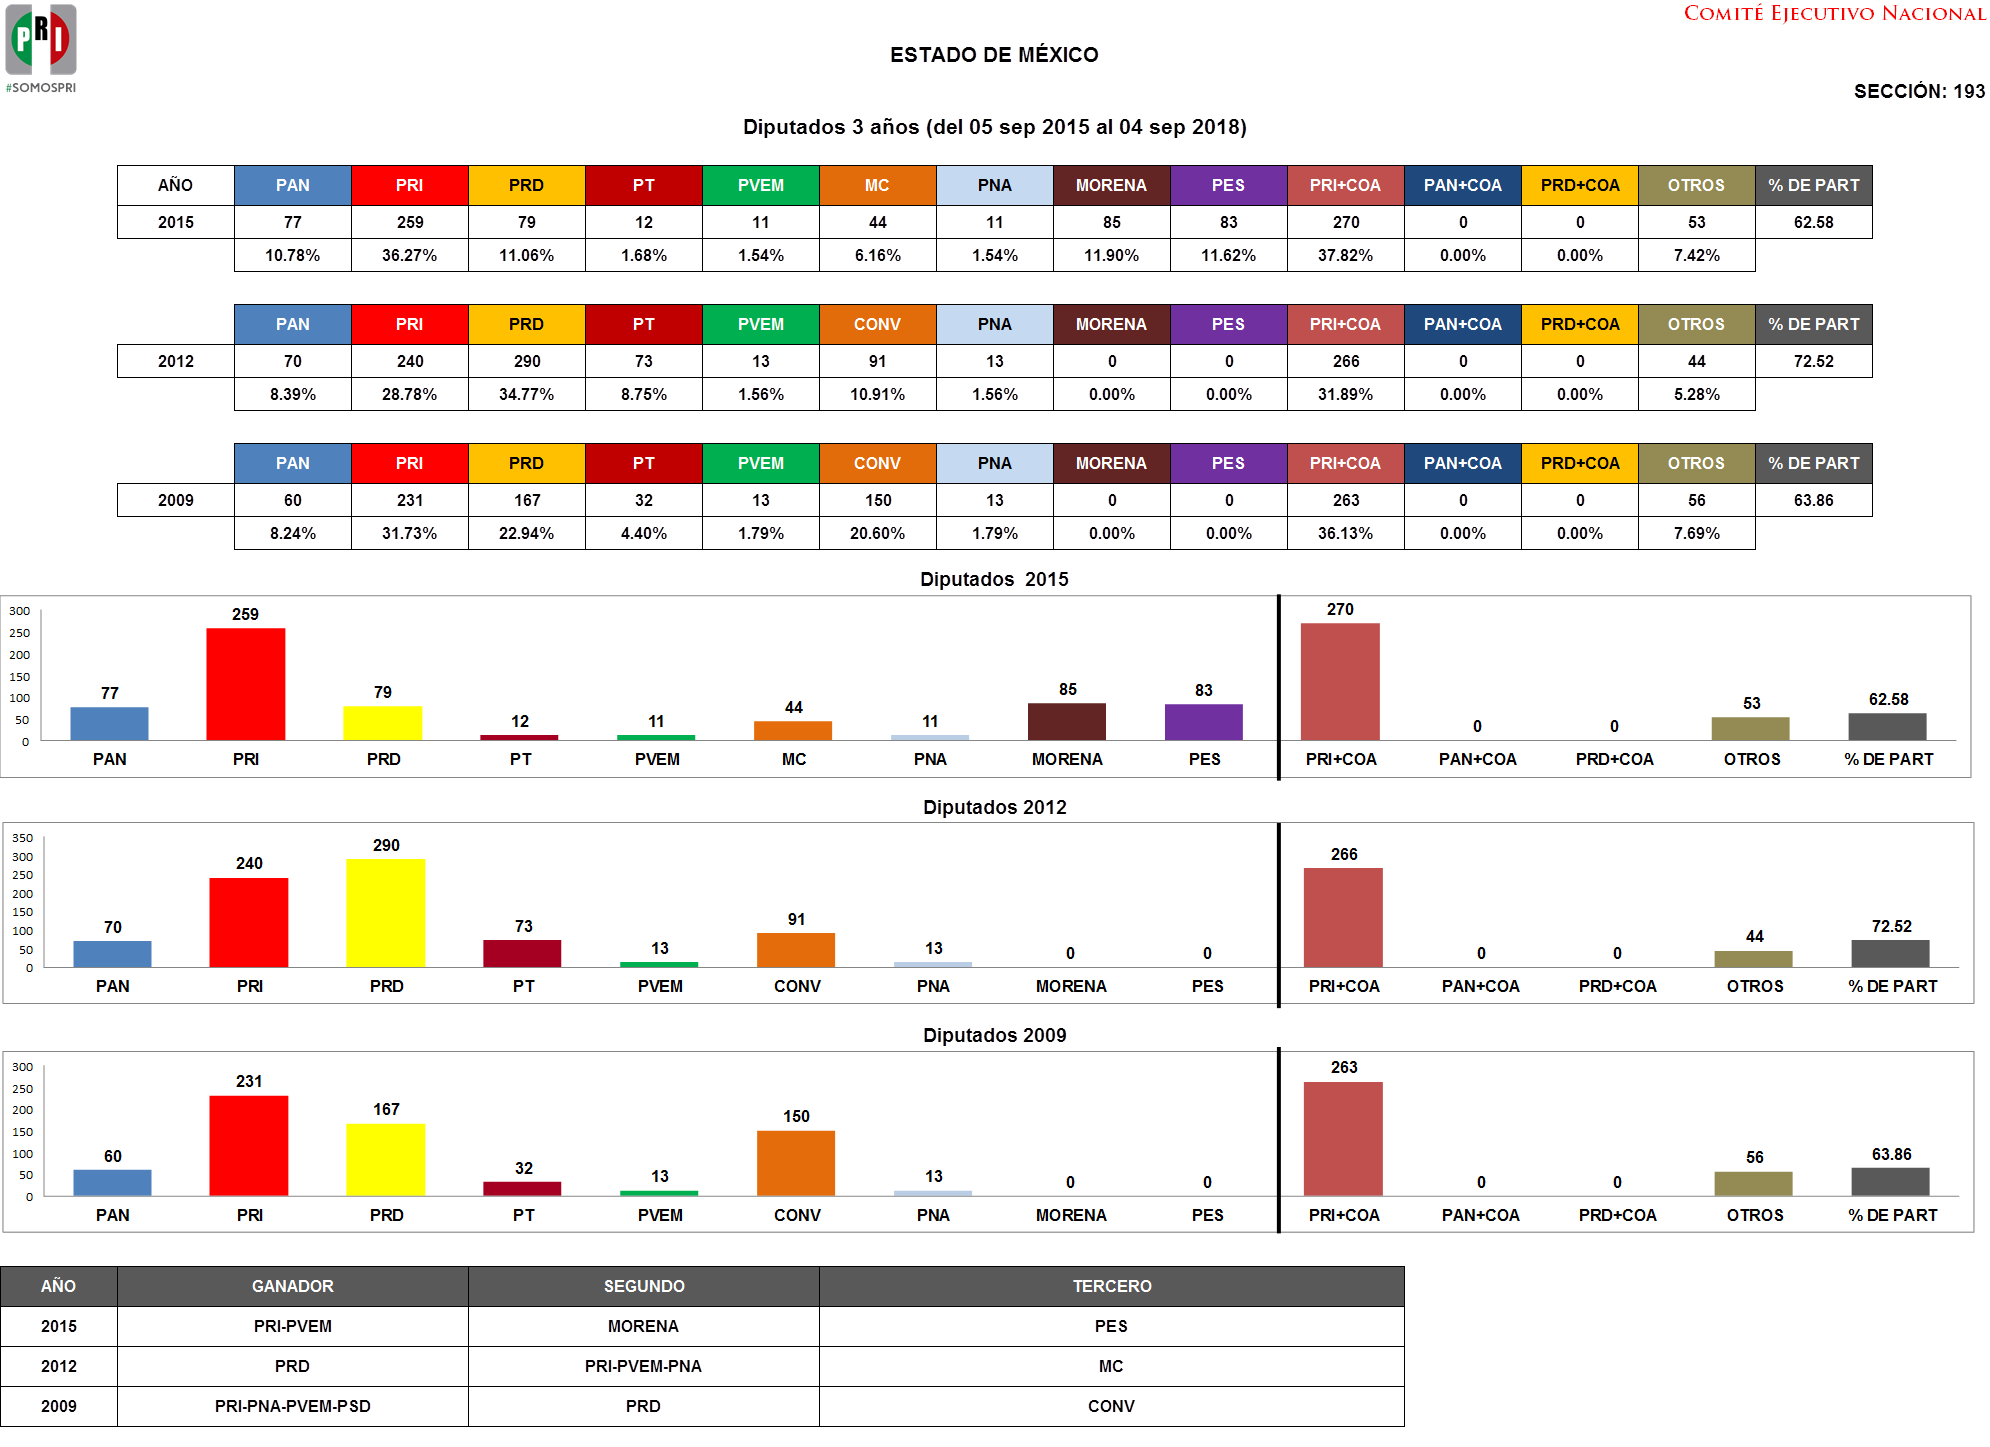 PRI
#SOMOSPRI
COMITÉ EJECUTIVO NACIONAL
ESTADO DE MÉXICO
SECCIÓN: 193
Diputados 3 años (del 05 sep 2015 al 04 sep 2018)
AÑO PAN PRI PRD PT PVEM MC PNA MORENA PES PRI+COA PAN+COA PRD+COA OTROS % DE PART
2015 77 259 79 12 11 44 11 85 83 270 0 0 53 62.58
10.78% 36.27% 11.06% 1.68% 1.54% 6.16% 1.54% 11.90% 11.62% 37.82% 0.00% 0.00% 7.42%
PAN PRI PRD PT PVEM CONV PNA MORENA PES PRI+COA PAN+COA PRD+COA OTROS % DE PART
2012 70 240 290 73 13 91 13 0 0 266 0 0 44 72.52
8.39% 28.78% 34.77% 8.75% 1.56% 10.91% 1.56% 0.00% 0.00% 31.89% 0.00% 0.00% 5.28%
PAN PRI PRD PT PVEM CONV PNA MORENA PES PRI+COA PAN+COA PRD+COA OTROS % DE PART
2009 60 231 167 32 13 150 13 0 0 263 0 0 56 63.86
8.24% 31.73% 22.94% 4.40% 1.79% 20.60% 1.79% 0.00% 0.00% 36.13% 0.00% 0.00% 7.69%
Diputados 2015
300
250
200
150
100
50
0
77 259 79 12 11 44 11 85 83 270 0 0 53 62.58
PAN PRI PRD PT PVEM MC PNA MORENA PES PRI+COA PAN+COA PRD+COA OTROS % DE PART
Diputados 2012
350
300
250
200
150
100
50
0
70 240 290 73 13 91 13 0 0 266 0 0 44 72.52
PAN PRI PRD PT PVEM CONV PNA MORENA PES PRI+COA PAN+COA PRD+COA OTROS % DE PART
Diputados 2009
300
250
200
150
100
50
0
60 231 167 32 13 150 13 0 0 263 0 0 56 63.86
PAN PRI PRD PT PVEM CONV PNA MORENA PES PRI+COA PAN+COA PRD+COA OTROS % DE PART
AÑO GANADOR SEGUNDO TERCERO
2015 PRI-PVEM MORENA PES
2012 PRD PRI-PVEM-PNA MC
2009 PRI-PNA-PVEM-PSD PRD CONV